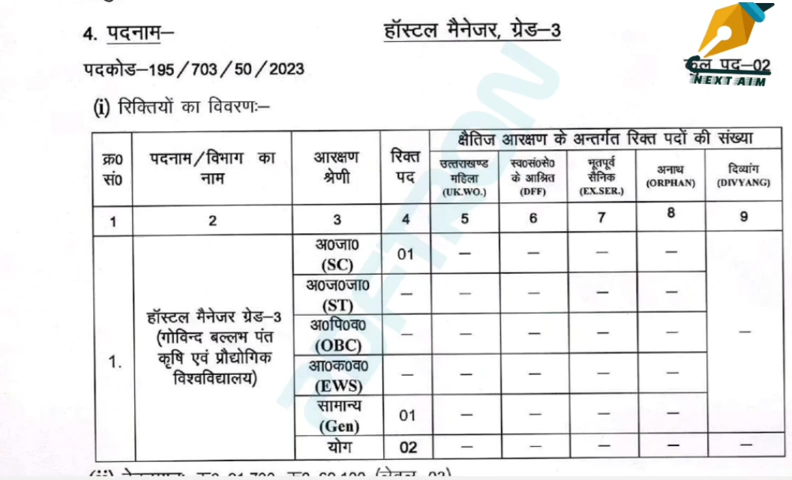 4. पदनाम–
हॉस्टल मैनेजर, ग्रेड–3
पदकोड–195/703/50/2023
कुल पद–02
NEXT AIM
(i) रिक्तियों का विवरणः–
क्र0 सं0
पदनाम/विभाग का नाम
आरक्षण श्रेणी
रिक्त पद
क्षैतिज आरक्षण के अन्तर्गत रिक्त पदों की संख्या
उत्तराखण्ड महिला (UK.WO.)
स्व0सं0से0 के आश्रित (DFF)
भूतपूर्व सैनिक (EX.SER.)
अनाथ (ORPHAN)
दिव्यांग (DIVYANG)
1 2 3 4 5 6 7 8 9
1.
हॉस्टल मैनेजर ग्रेड–3
(गोविन्द बल्लभ पंत
कृषि एवं प्रौद्योगिक
विश्वविद्यालय)
अ0जा0 (SC) 01 – – – –
अ0ज0जा0 (ST) – – – – –
अ0पि0व0 (OBC) – – – – –
आ0क0व0 (EWS) – – – – –
सामान्य (Gen) 01 – – – –
–
योग 02 – – – – –